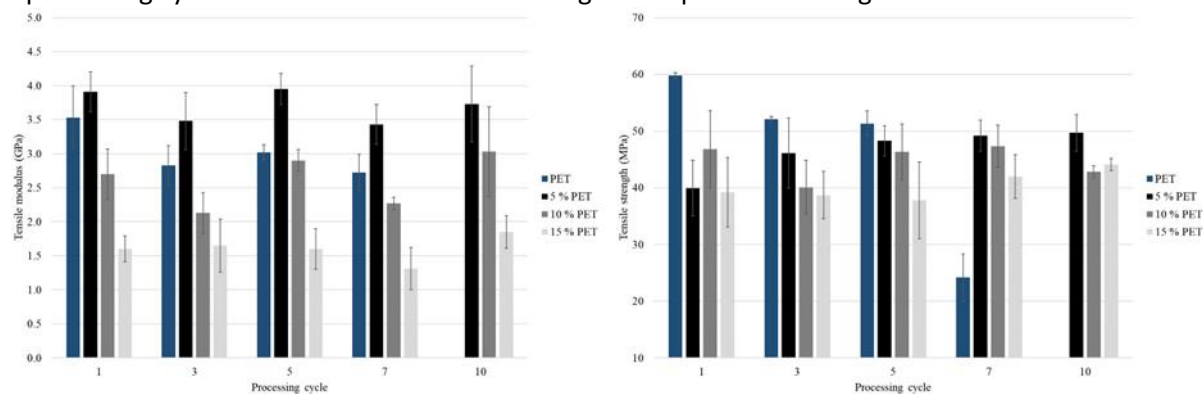 5.0
4.5
4.0
3.5
3.0
2.5
2.0
1.5
1.0
0.5
0.0
Tensile modulus (GPa)
1 3 5 7 10
Processing cycle
PET
5 % PET
10 % PET
15 % PET
70
60
50
40
30
20
10
Tensile strength (MPa)
1 3 5 7 10
Processing cycle
PET
5 % PET
10 % PET
15 % PET